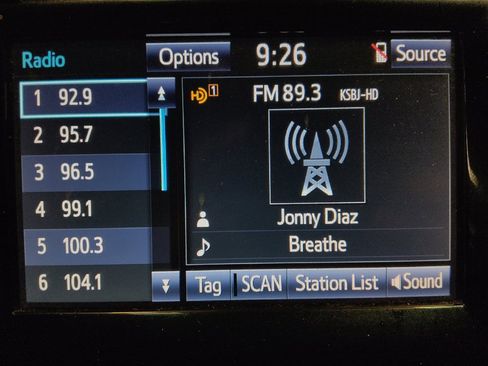 Radio
Options
9:26
Source
1 92.9
2 95.7
3 96.5
4 99.1
5 100.3
6 104.1
HD 1
FM 89.3 KSBJ-HD
Jonny Diaz
Breathe
Tag
SCAN
Station List
Sound